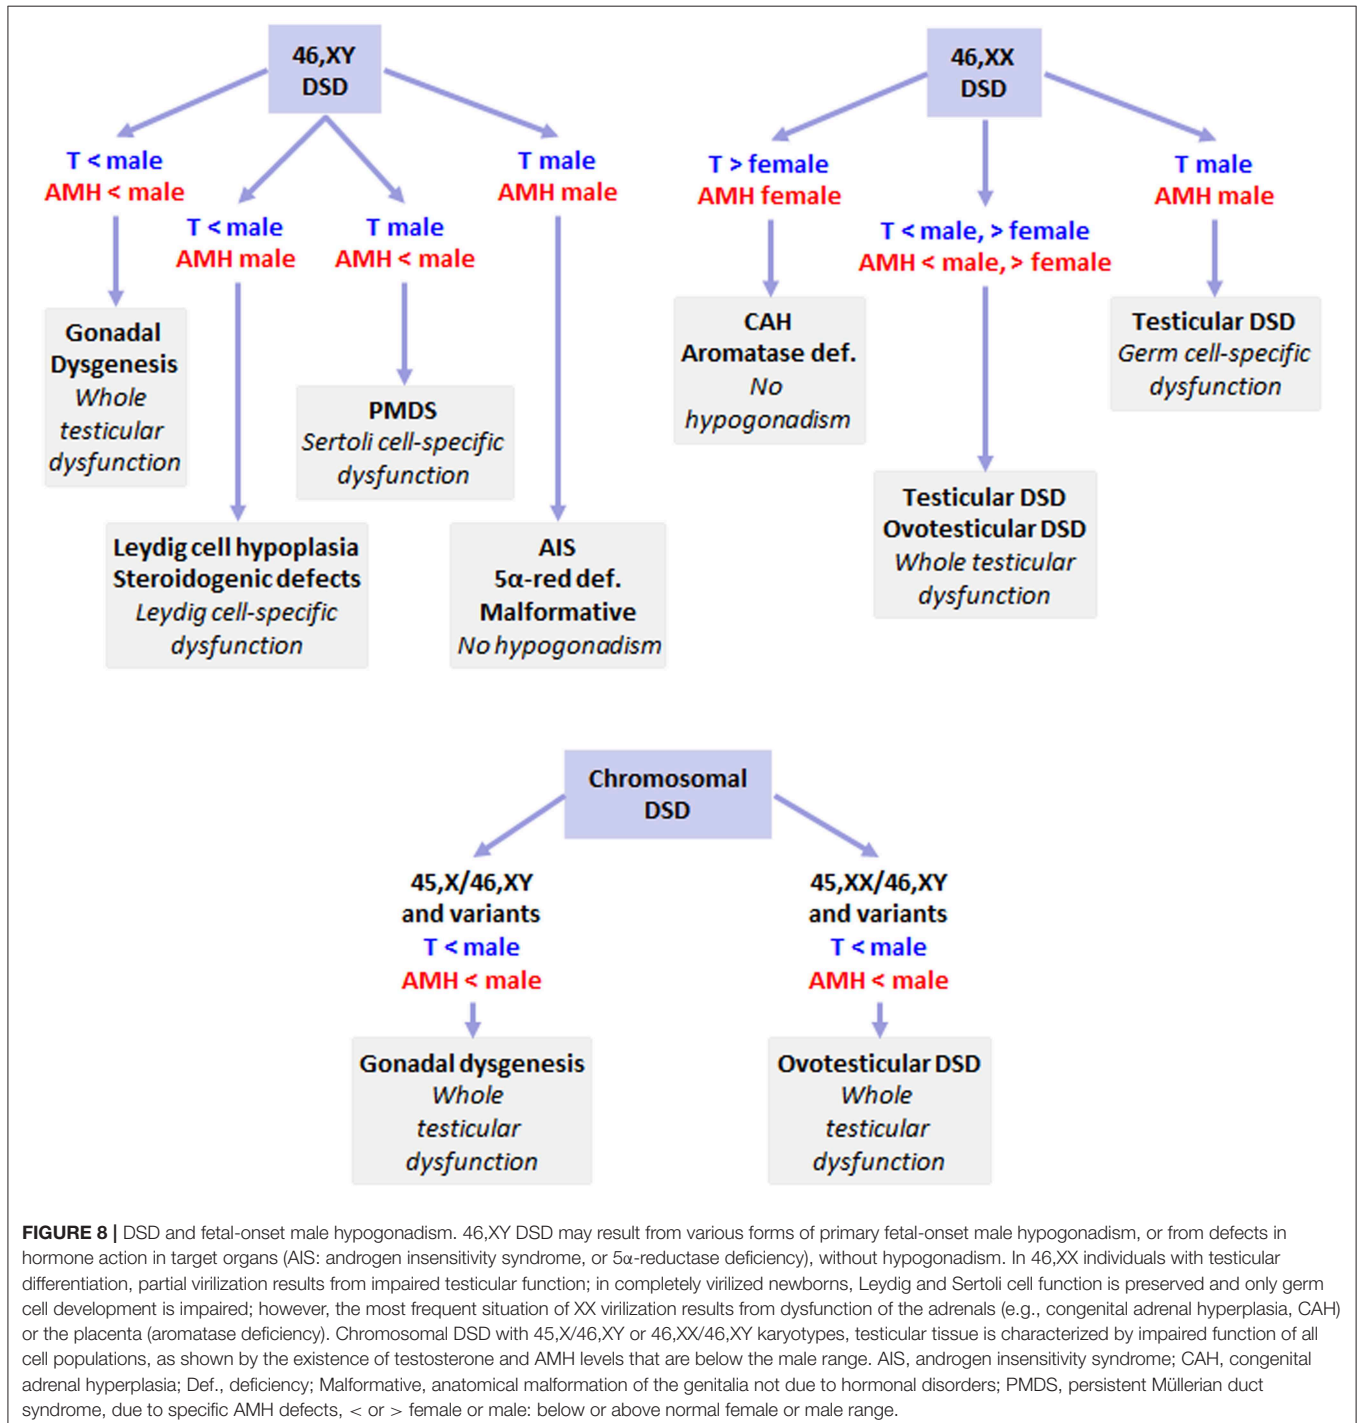 46,XY
DSD
T < male
AMH < male
T < male
AMH male
T male
AMH < male
T male
AMH male
Gonadal
Dysgenesis
Whole
testicular
dysfunction
Leydig cell hypoplasia
Steroidogenic defects
Leydig cell-specific
dysfunction
PMDS
Sertoli cell-specific
dysfunction
AIS
5α-red def.
Malformative
No hypogonadism
46,XX
DSD
T > female
AMH female
T < male, > female
AMH < male, > female
T male
AMH male
CAH
Aromatase def.
No
hypogonadism
Testicular DSD
Ovotesticular DSD
Whole testicular
dysfunction
Testicular DSD
Germ cell-specific
dysfunction
Chromosomal
DSD
45,X/46,XY
and variants
T < male
AMH < male
Gonadal dysgenesis
Whole
testicular
dysfunction
45,XX/46,XY
and variants
T < male
AMH < male
Ovotesticular DSD
Whole
testicular
dysfunction
FIGURE 8 | DSD and fetal-onset male hypogonadism. 46,XY DSD may result from various forms of primary fetal-onset male hypogonadism, or from defects in
hormone action in target organs (AIS: androgen insensitivity syndrome, or 5α-reductase deficiency), without hypogonadism. In 46,XX individuals with testicular
differentiation, partial virilization results from impaired testicular function; in completely virilized newborns, Leydig and Sertoli cell function is preserved and only germ
cell development is impaired; however, the most frequent situation of XX virilization results from dysfunction of the adrenals (e.g., congenital adrenal hyperplasia, CAH)
or the placenta (aromatase deficiency). Chromosomal DSD with 45,X/46,XY or 46,XX/46,XY karyotypes, testicular tissue is characterized by impaired function of all
cell populations, as shown by the existence of testosterone and AMH levels that are below the male range. AIS, androgen insensitivity syndrome; CAH, congenital
adrenal hyperplasia; Def., deficiency; Malformative, anatomical malformation of the genitalia not due to hormonal disorders; PMDS, persistent Müllerian duct
syndrome, due to specific AMH defects, < or > female or male: below or above normal female or male range.